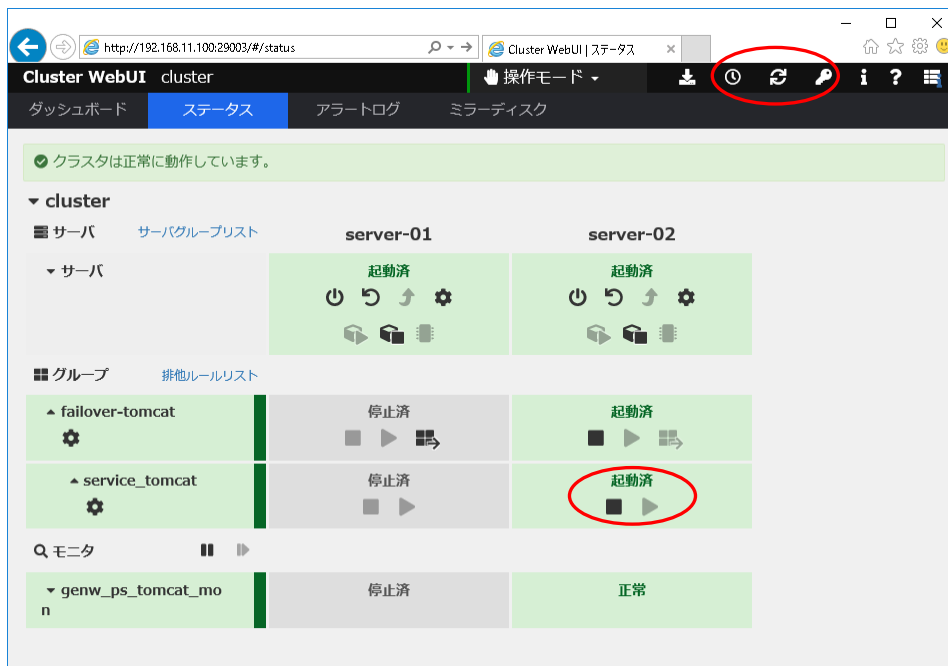 http://192.168.11.100:29003/#/status
Cluster WebUI | ステータス
Cluster WebUI cluster
操作モード
ダッシュボード ステータス アラートログ ミラーディスク
クラスタは正常に動作しています。
cluster
サーバ サーバグループリスト server-01 server-02
サーバ 起動済 起動済
グループ 排他ルールリスト
failover-tomcat 停止済 起動済
service_tomcat 停止済 起動済
モニタ
genw_ps_tomcat_mo 停止済 正常
n